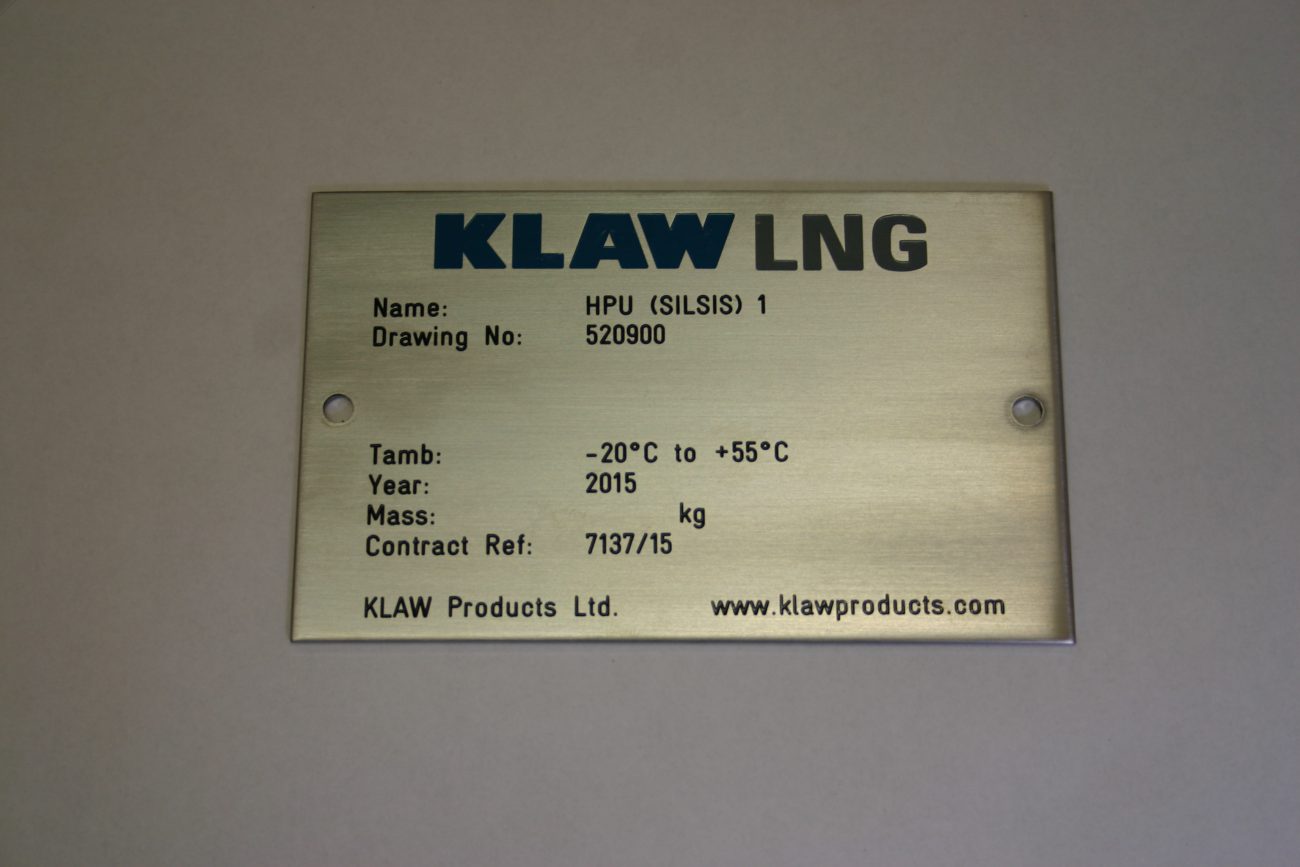 KLAW LNG
Name: HPU (SILSIS) 1
Drawing No: 520900
Tamb: -20°C to +55°C
Year: 2015
Mass: kg
Contract Ref: 7137/15
KLAW Products Ltd. www.klawproducts.com